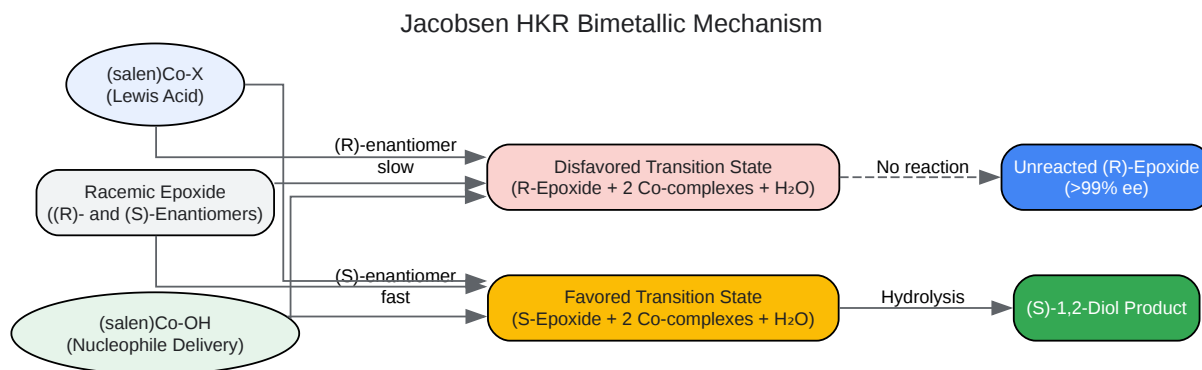 Jacobsen HKR Bimetallic Mechanism
(salen)Co-X
(Lewis Acid)
(R)-enantiomer
slow
Disfavored Transition State
(R-Epoxide + 2 Co-complexes + H₂O)
No reaction
Unreacted (R)-Epoxide
(>99% ee)
Racemic Epoxide
((R)- and (S)-Enantiomers)
(S)-enantiomer
fast
Favored Transition State
(S-Epoxide + 2 Co-complexes + H₂O)
Hydrolysis
(S)-1,2-Diol Product
(salen)Co-OH
(Nucleophile Delivery)